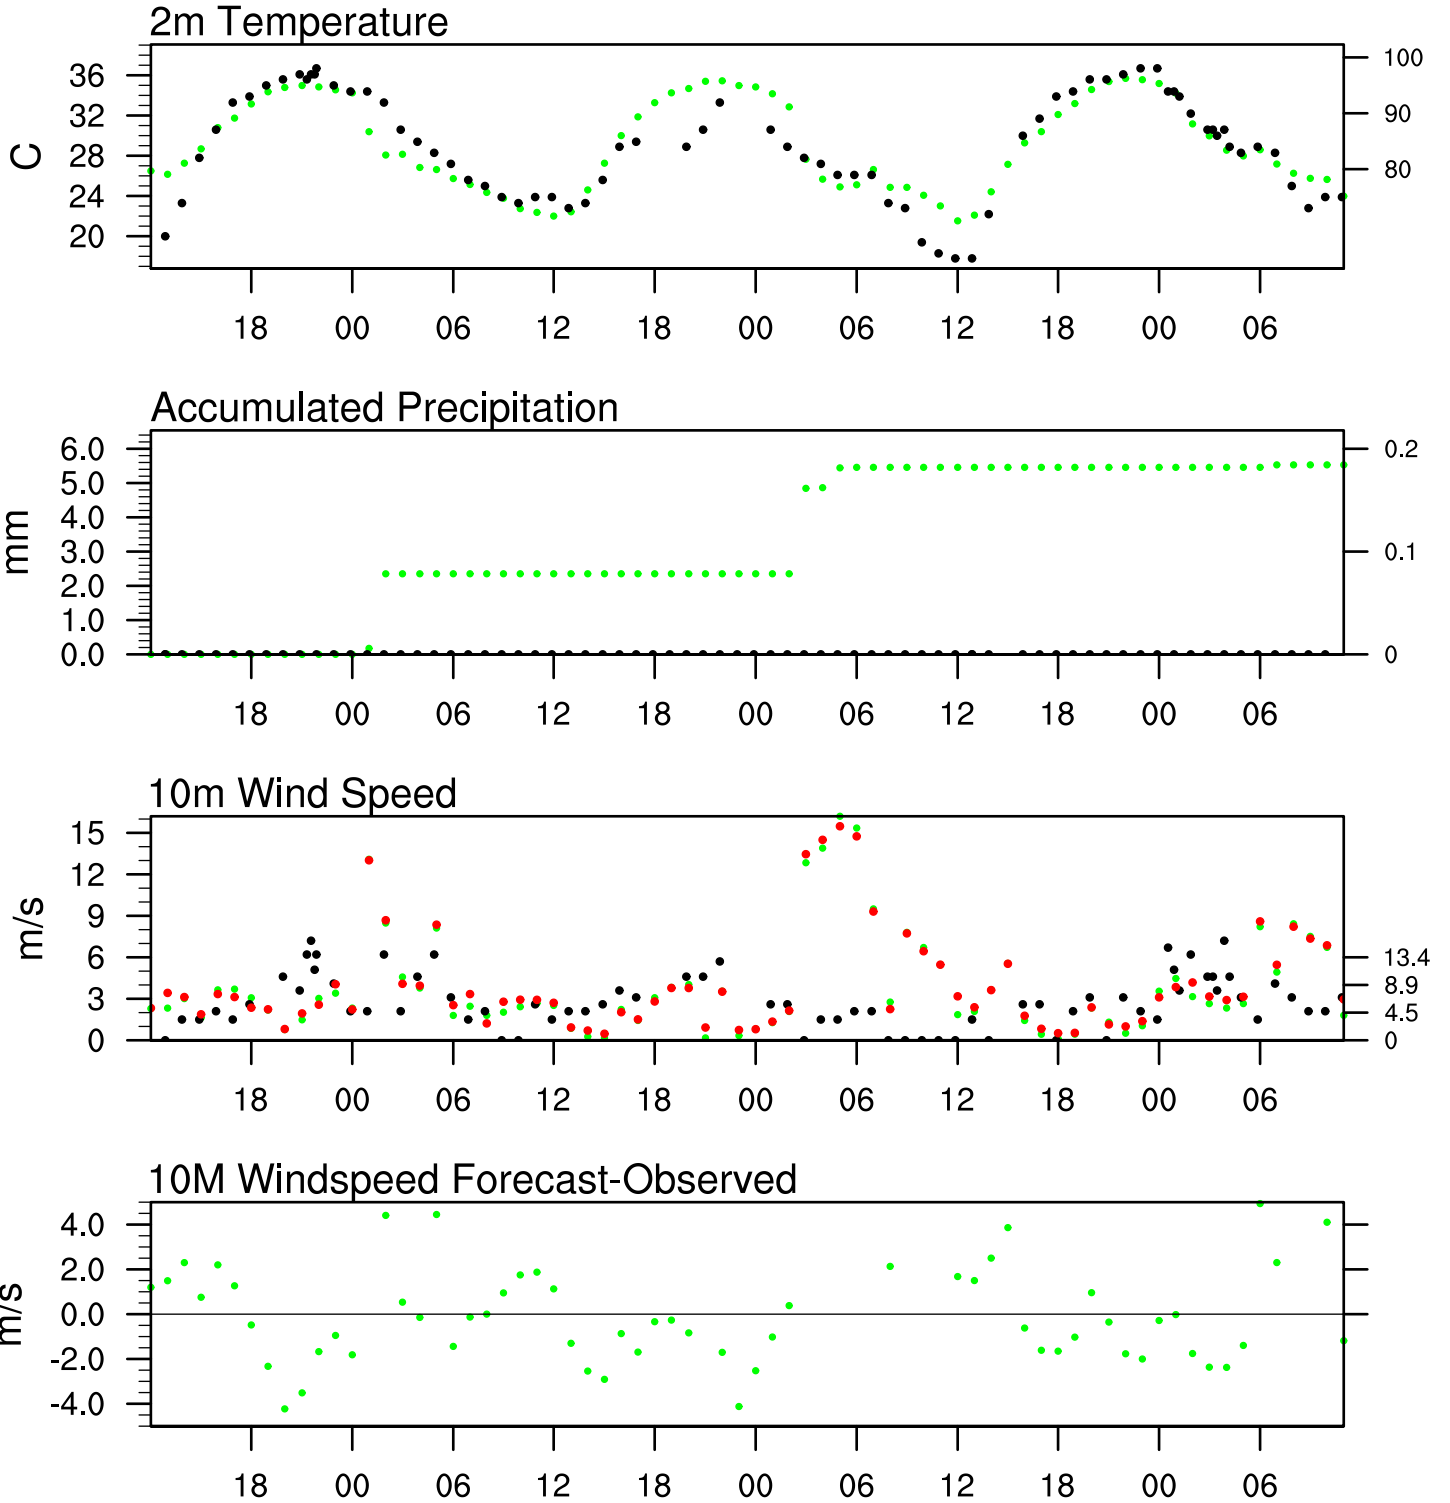 2m Temperature
36
32
28
24
20
C
100
90
80
18 00 06 12 18 00 06 12 18 00 06
Accumulated Precipitation
6.0
5.0
4.0
3.0
2.0
1.0
0.0
mm
0.2
0.1
0
18 00 06 12 18 00 06 12 18 00 06
10m Wind Speed
15
12
9
6
3
0
m/s
13.4
8.9
4.5
0
18 00 06 12 18 00 06 12 18 00 06
10M Windspeed Forecast-Observed
4.0
2.0
0.0
-2.0
-4.0
m/s
18 00 06 12 18 00 06 12 18 00 06